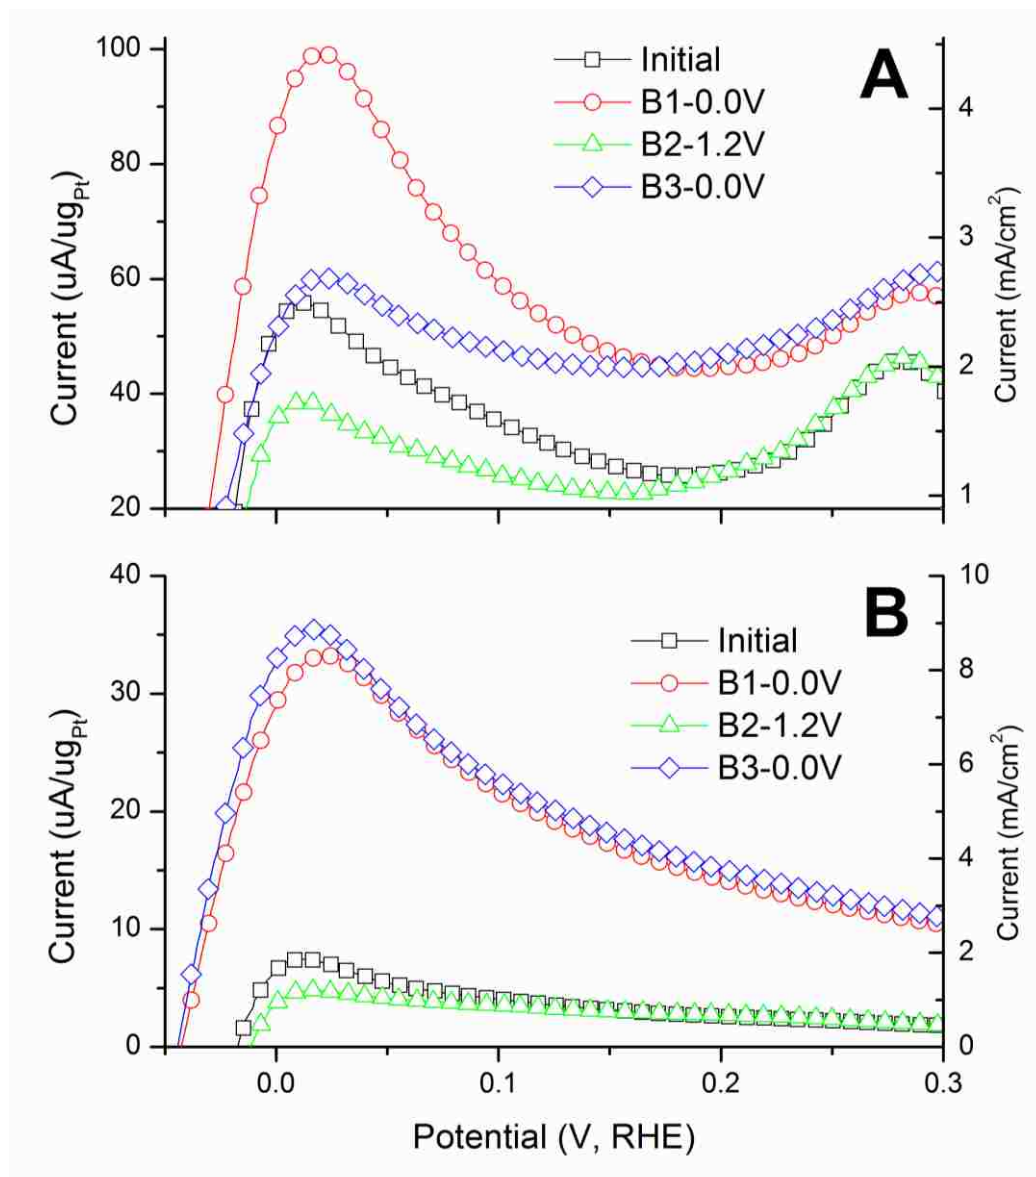 A
Initial
B1-0.0V
B2-1.2V
B3-0.0V
100
80
60
40
20
Current (uA/ug_Pt)
4
3
2
1
Current (mA/cm²)
B
Initial
B1-0.0V
B2-1.2V
B3-0.0V
40
30
20
10
0
Current (uA/ug_Pt)
10
8
6
4
2
0
Current (mA/cm²)
0.0 0.1 0.2 0.3
Potential (V, RHE)